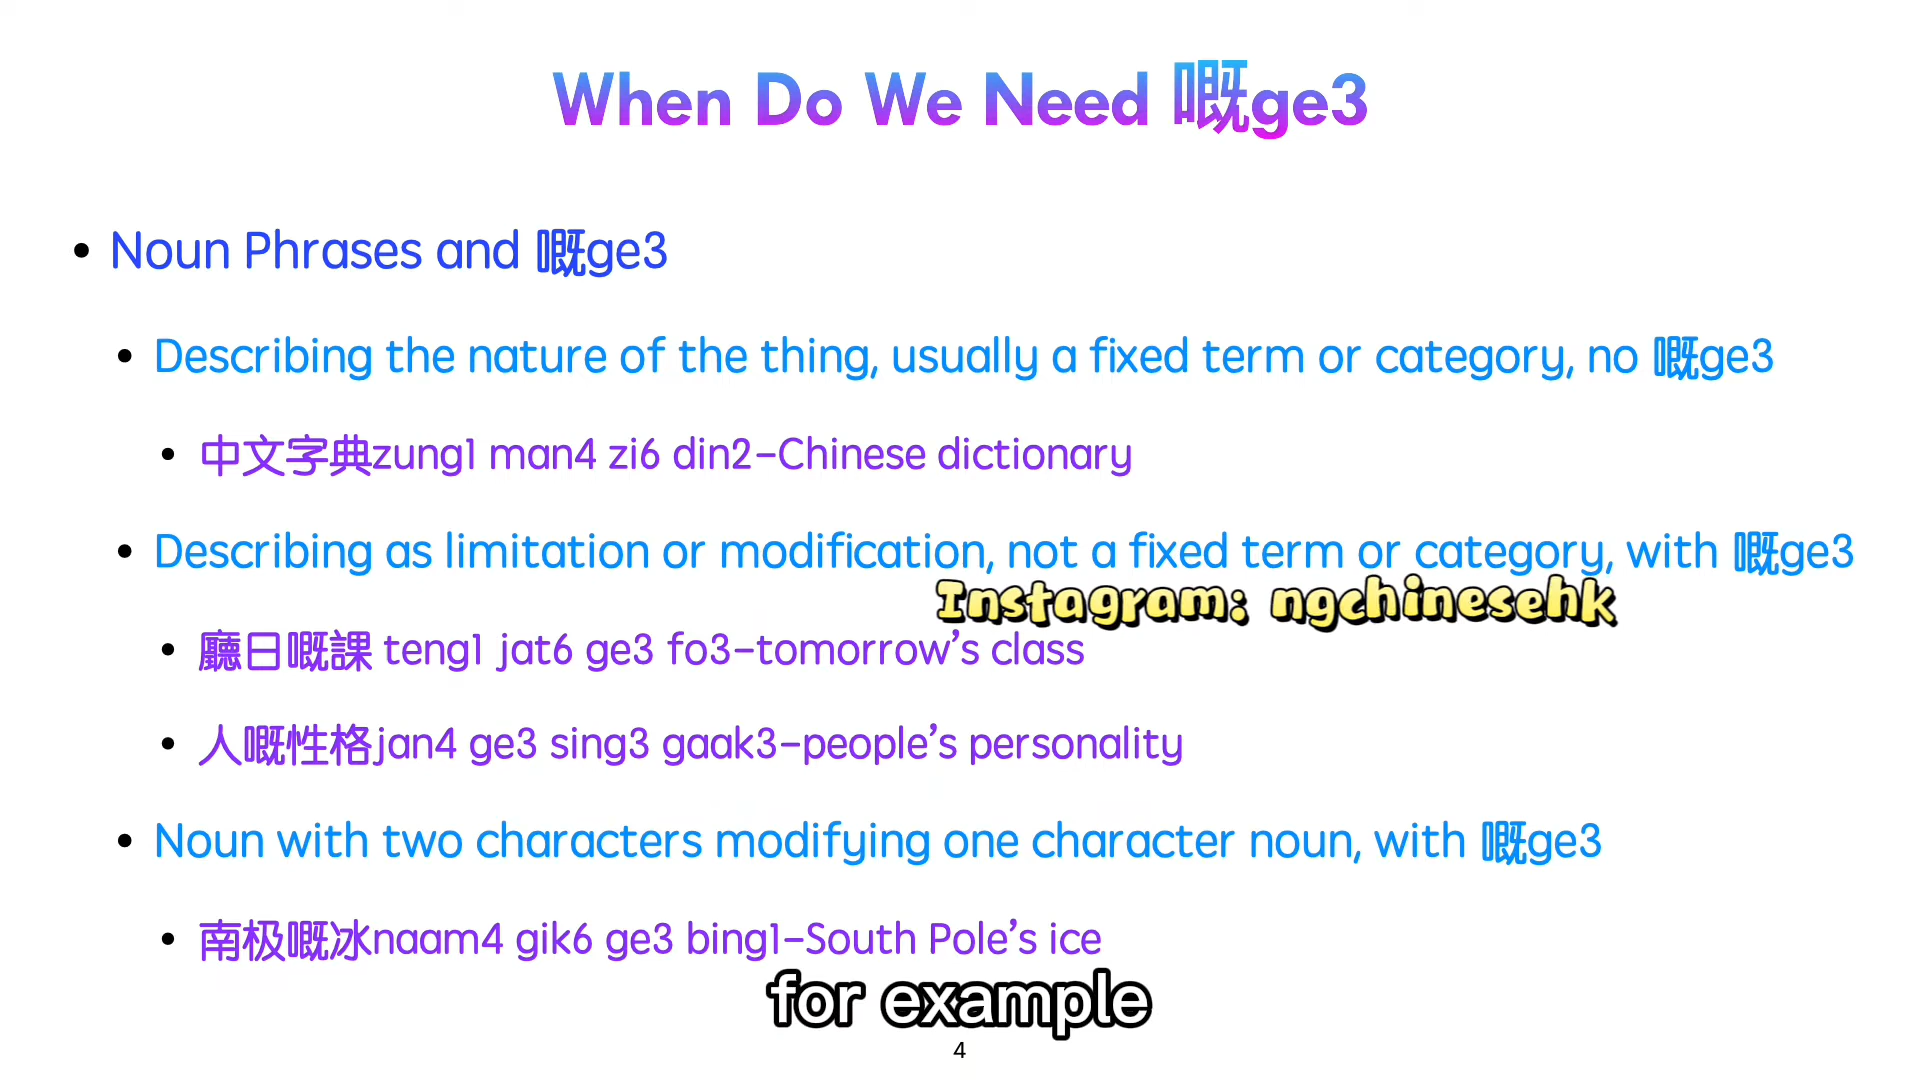 When Do We Need 嘅ge3
• Noun Phrases and 嘅ge3
• Describing the nature of the thing, usually a fixed term or category, no 嘅ge3
• 中文字典zung1 man4 zi6 din2-Chinese dictionary
• Describing as limitation or modification, not a fixed term or category, with 嘅ge3
Instagram: ngchinesehk
• 廳日嘅課 teng1 jat6 ge3 fo3-tomorrow's class
• 人嘅性格jan4 ge3 sing3 gaak3-people's personality
• Noun with two characters modifying one character noun, with 嘅ge3
• 南极嘅冰naam4 gik6 ge3 bing1-South Pole's ice
for example
4